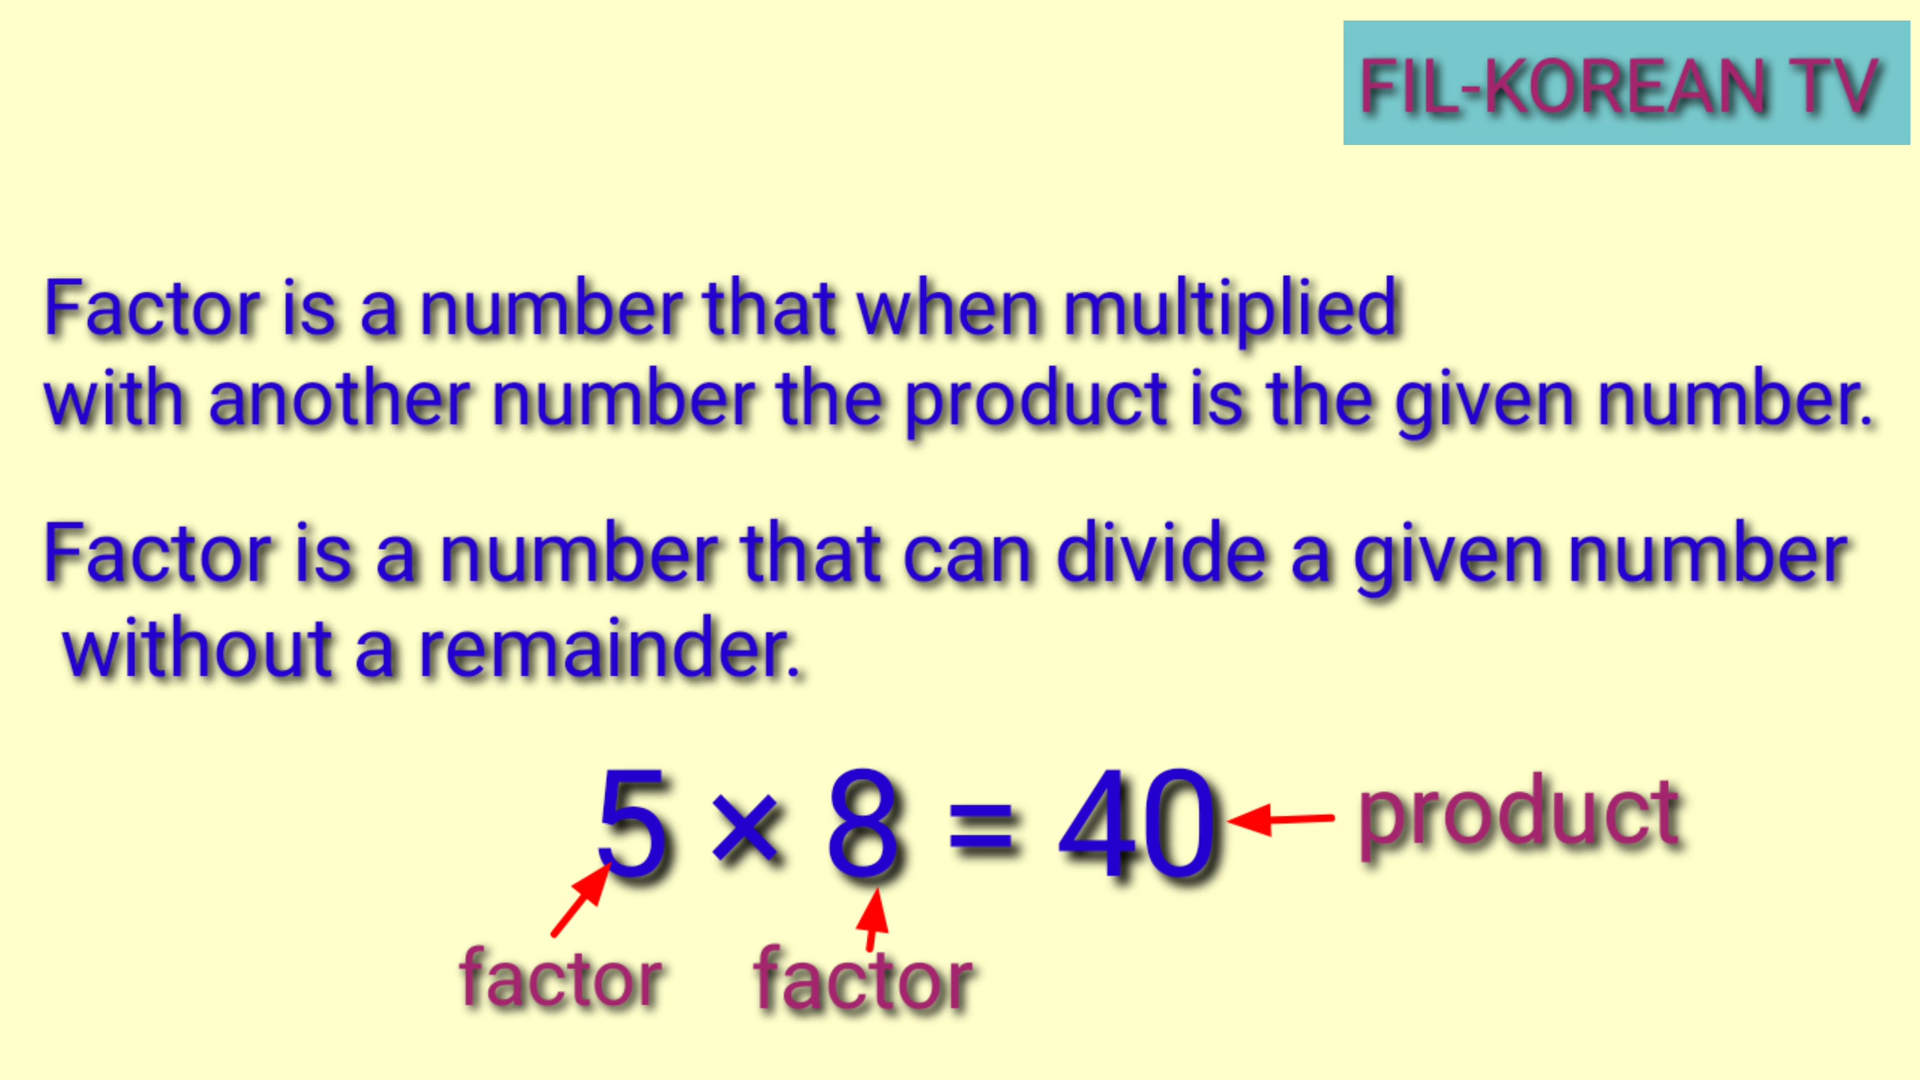 FIL-KOREAN TV
Factor is a number that when multiplied
with another number the product is the given number.
Factor is a number that can divide a given number
without a remainder.
5 × 8 = 40 product
factor factor